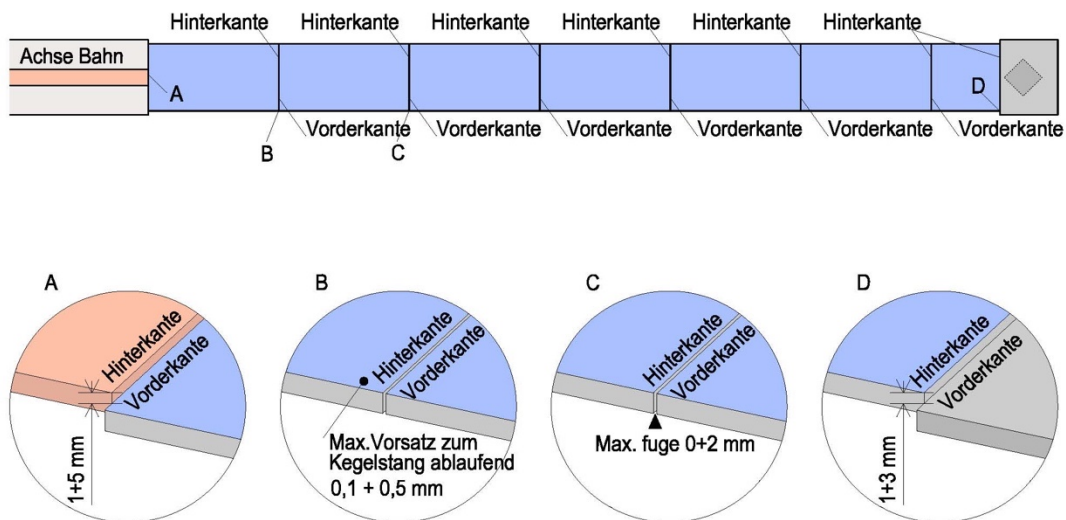 Hinterkante Hinterkante Hinterkante Hinterkante Hinterkante Hinterkante
Achse Bahn
A
D
Vorderkante Vorderkante Vorderkante Vorderkante Vorderkante Vorderkante
B
C
A
B
C
D
Hinterkante
Vorderkante
1+5 mm
Hinterkante
Vorderkante
Max.Vorsatz zum
Kegelstang ablaufend
0,1 + 0,5 mm
Hinterkante
Vorderkante
Max. fuge 0+2 mm
Hinterkante
Vorderkante
1+3 mm